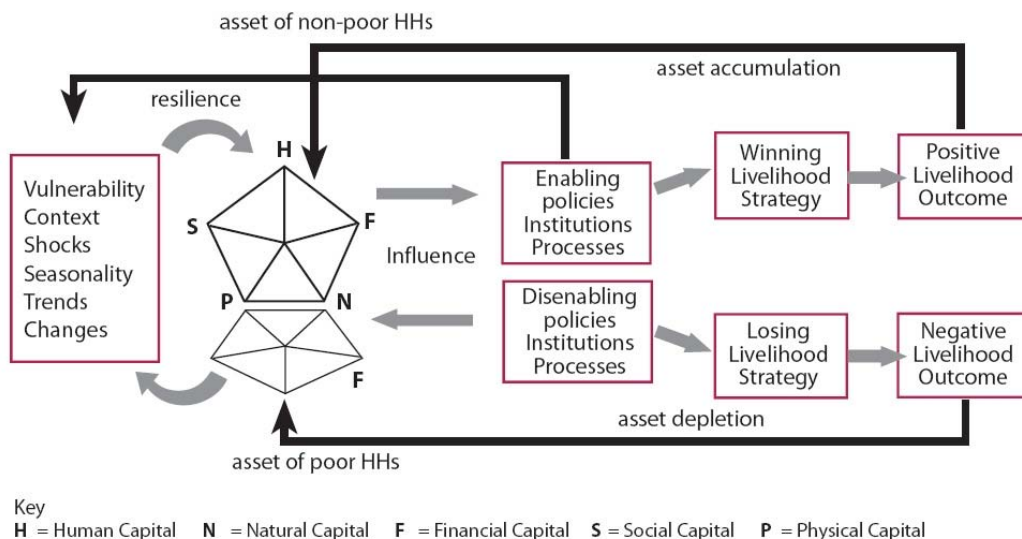 asset of non-poor HHs
asset accumulation
resilience
Vulnerability
Context
Shocks
Seasonality
Trends
Changes
H
S
F
P
N
F
Influence
Enabling
policies
Institutions
Processes
Winning
Livelihood
Strategy
Positive
Livelihood
Outcome
Disenabling
policies
Institutions
Processes
Losing
Livelihood
Strategy
Negative
Livelihood
Outcome
asset depletion
asset of poor HHs
Key
H = Human Capital N = Natural Capital F = Financial Capital S = Social Capital P = Physical Capital